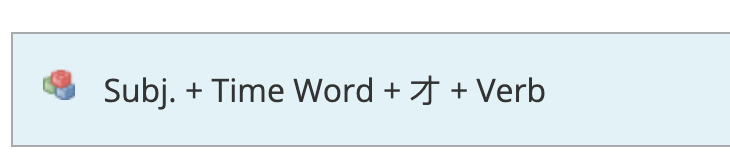 Subj. + Time Word + 才 + Verb